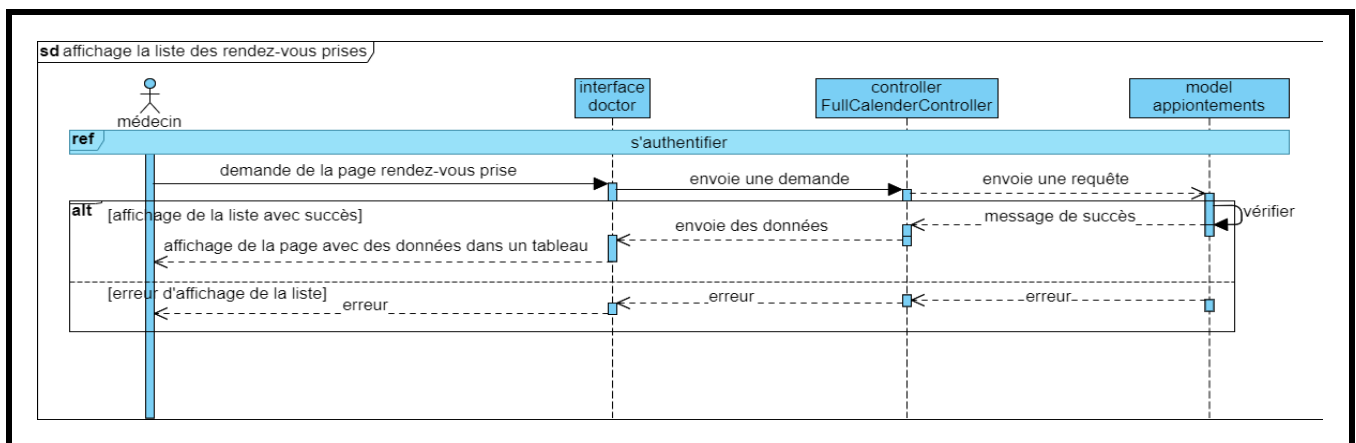 sd affichage la liste des rendez-vous prises
médecin
interface
doctor
controller
FullCalenderController
model
appiontements
ref
s'authentifier
demande de la page rendez-vous prise
envoie une demande
envoie une requête
alt
[affichage de la liste avec succès]
vérifier
message de succès
envoie des données
affichage de la page avec des données dans un tableau
[erreur d'affichage de la liste]
erreur
erreur
erreur